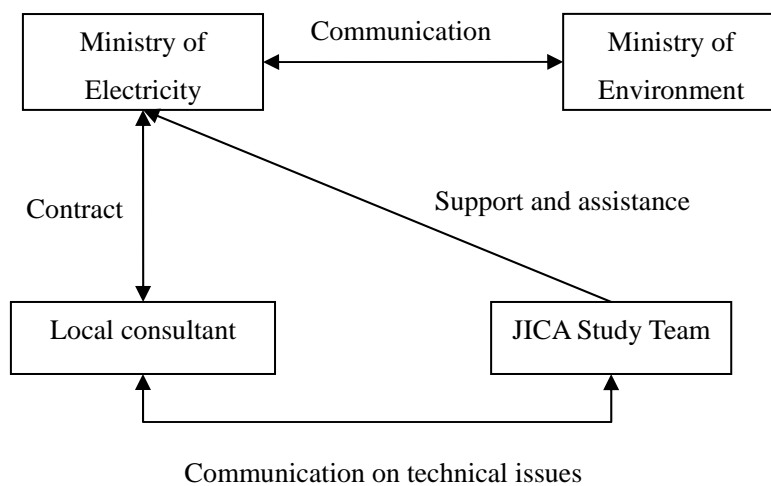 Ministry of
Electricity
Communication
Ministry of
Environment
Contract
Support and assistance
Local consultant
JICA Study Team
Communication on technical issues